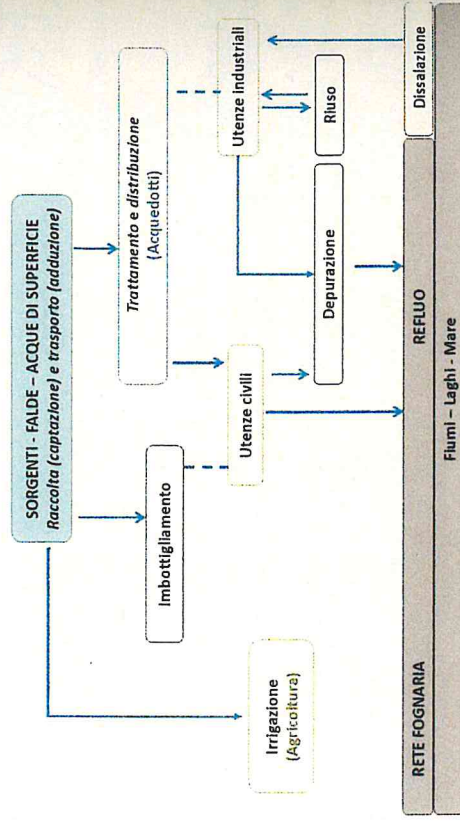 SORGENTI - FALDE – ACQUE DI SUPERFICIE
Raccolta (captazione) e trasporto (adduzione)
Imbottigliamento
Trattamento e distribuzione
(Acquedotti)
Irrigazione
(Agricoltura)
Utenze civili
Utenze industriali
Depurazione
Riuso
RETE FOGNARIA
REFLUO
Dissalazione
Fiumi – Laghi - Mare